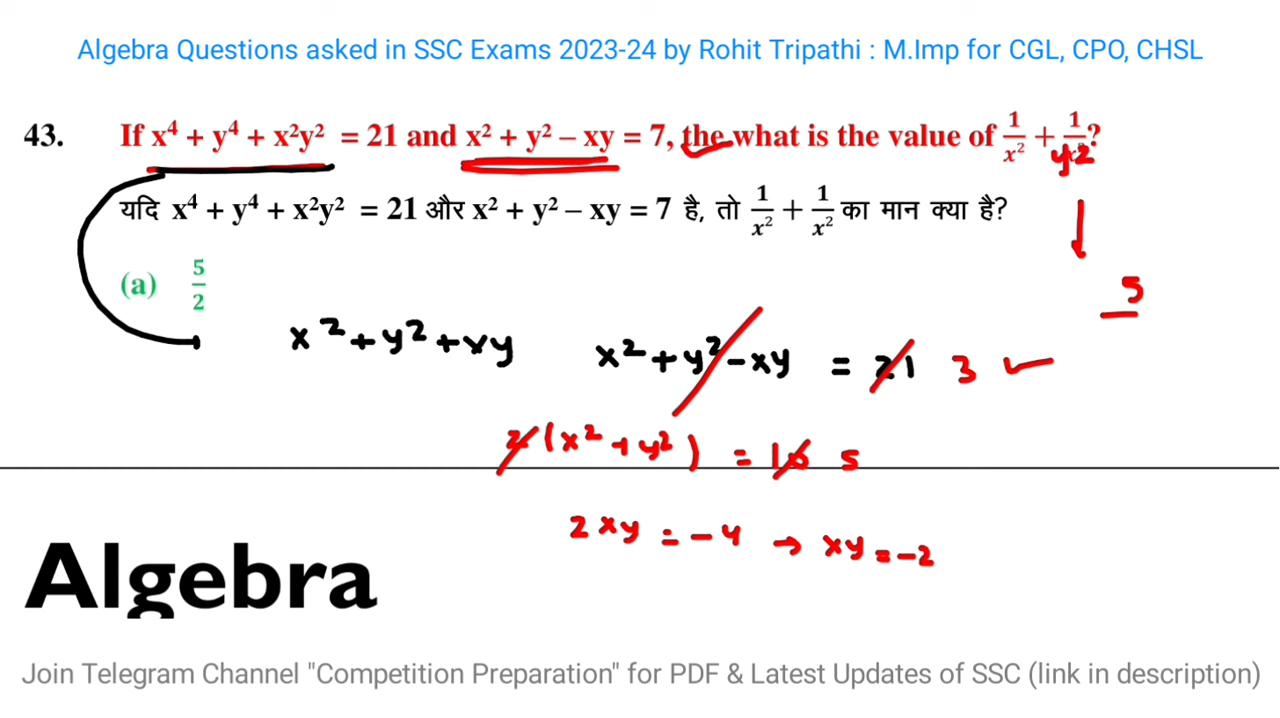 Algebra Questions asked in SSC Exams 2023-24 by Rohit Tripathi : M.Imp for CGL, CPO, CHSL
43. If x⁴ + y⁴ + x²y² = 21 and x² + y² – xy = 7, the what is the value of 1/x² + 1/y2?
यदि x⁴ + y⁴ + x²y² = 21 और x² + y² – xy = 7 है, तो 1/x² + 1/x² का मान क्या है?
(a) 5/2
5
x²+y²+xy x²+y²-xy = 21 3
2(x²+y²) = 10 5
2xy = -4 → xy = -2
Algebra
Join Telegram Channel "Competition Preparation" for PDF & Latest Updates of SSC (link in description)